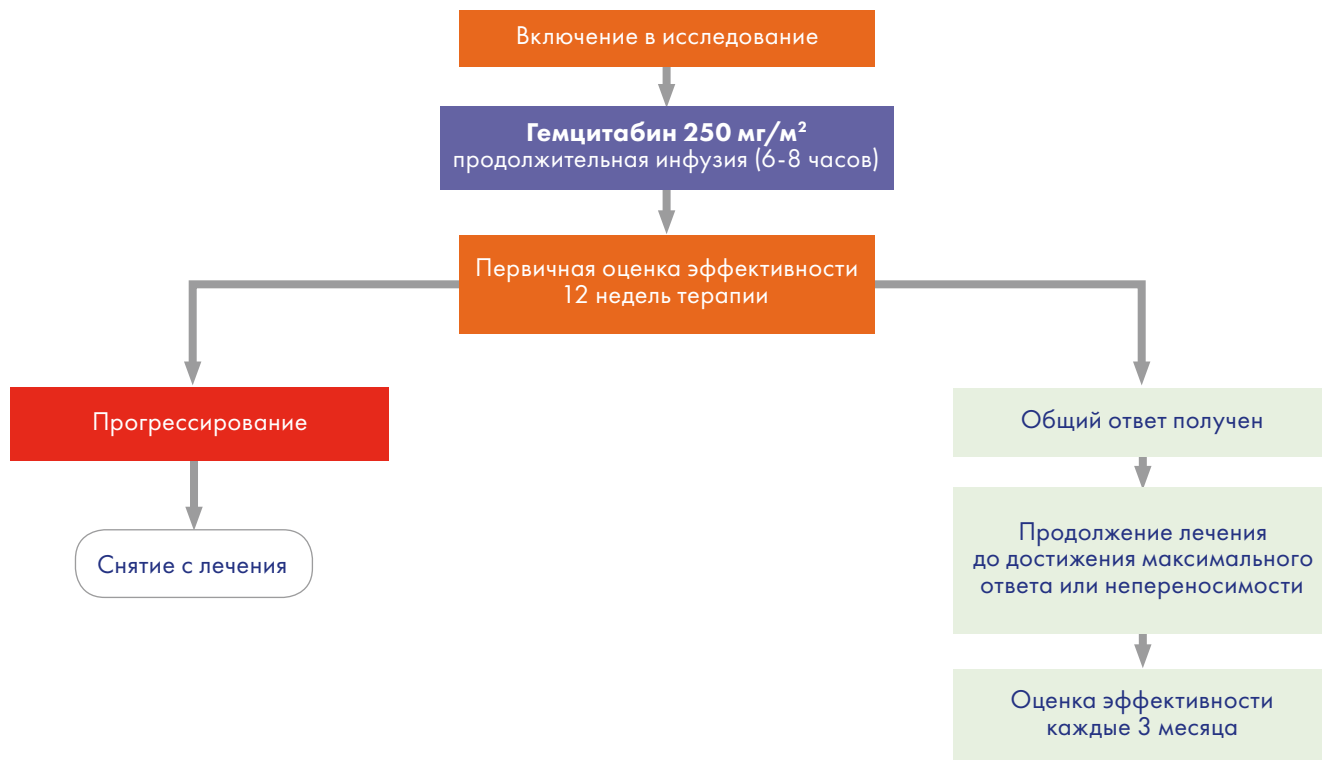 Включение в исследование
Гемцитабин 250 мг/м²
продолжительная инфузия (6-8 часов)
Первичная оценка эффективности
12 недель терапии
Прогрессирование
Снятие с лечения
Общий ответ получен
Продолжение лечения
до достижения максимального
ответа или непереносимости
Оценка эффективности
каждые 3 месяца